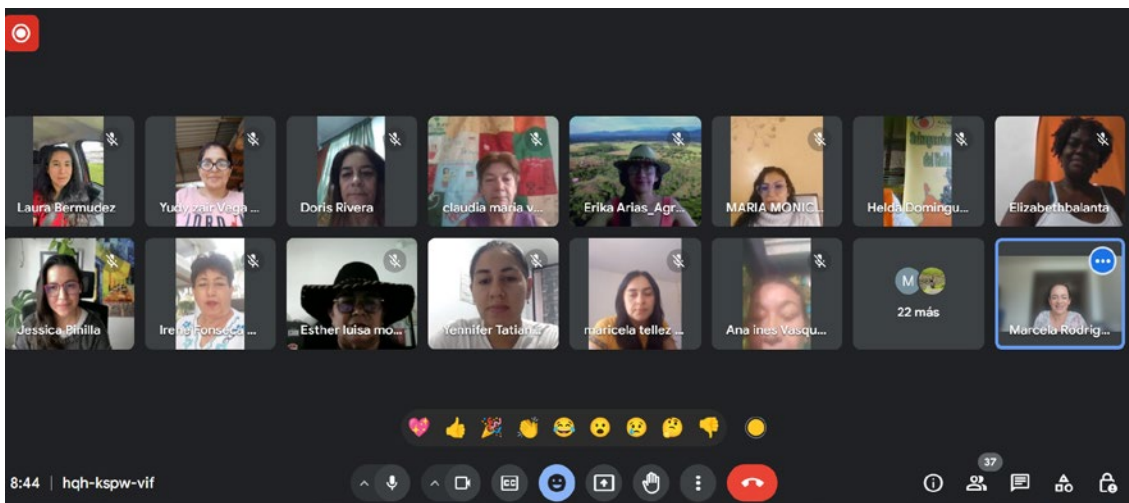 Laura Bermudez
Yudy zair Vega ...
Doris Rivera
claudia maria v...
Erika Arias_Agr...
MARIA MONIC...
Helda Domingu...
Elizabethbalanta
Jessica Pinilla
Irene Fonseca ...
Esther luisa mo...
Yennifer Tatian...
maricela tellez ...
Ana ines Vasqu...
M
22 más
Marcela Rodrig...
37
8:44 | hqh-kspw-vif
CC